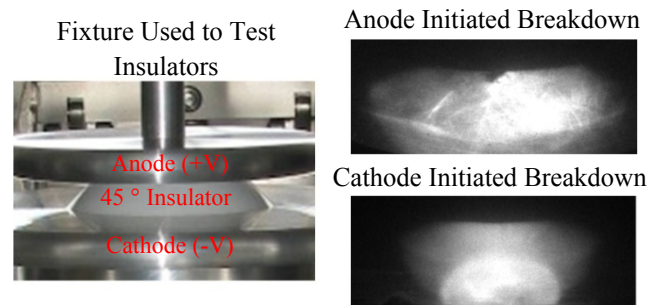 Fixture Used to Test
Insulators
Anode (+V)
45 ° Insulator
Cathode (-V)
Anode Initiated Breakdown
Cathode Initiated Breakdown